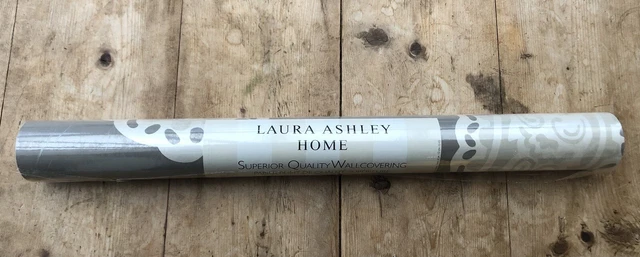 LAURA ASHLEY
HOME
SUPERIOR QUALITY WALLCOVERING